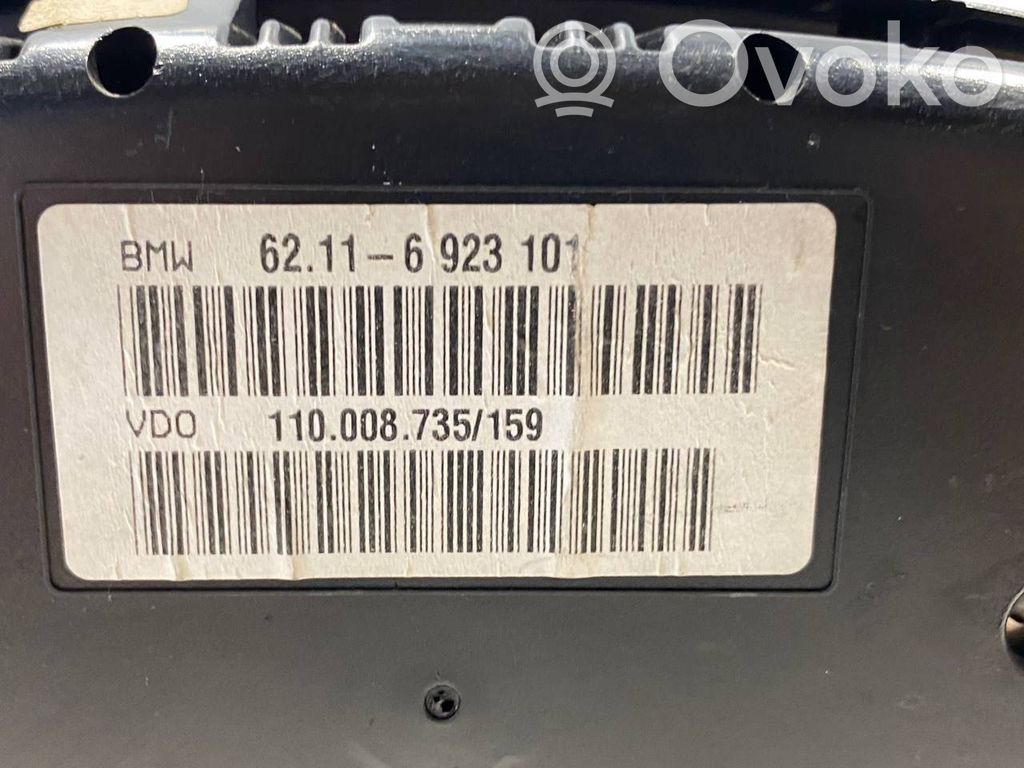 Ovoko
BMW 62.11-6 923 101
VDO 110.008.735/159